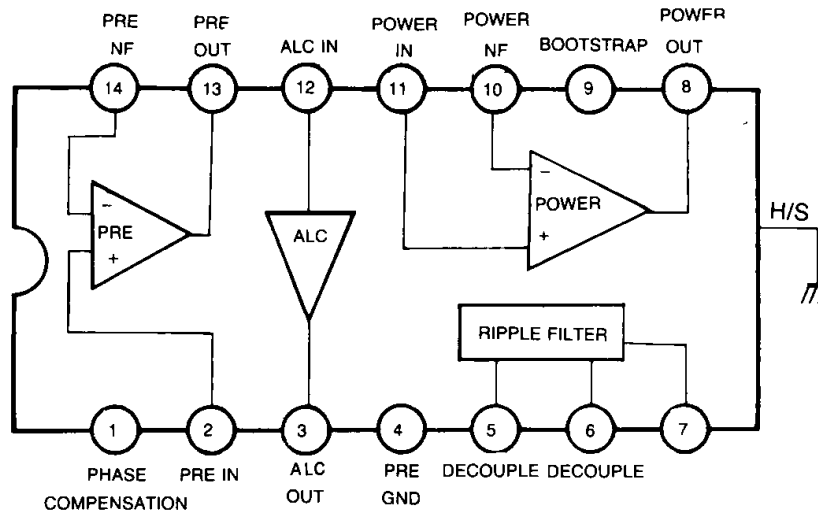 PRE PRE ALC IN POWER POWER BOOTSTRAP POWER
NF OUT IN NF OUT
14 13 12 11 10 9 8
− − 
PRE ALC POWER H/S
+ +
RIPPLE FILTER
1 2 3 4 5 6 7
PHASE PRE IN ALC PRE DECOUPLE DECOUPLE
COMPENSATION OUT GND